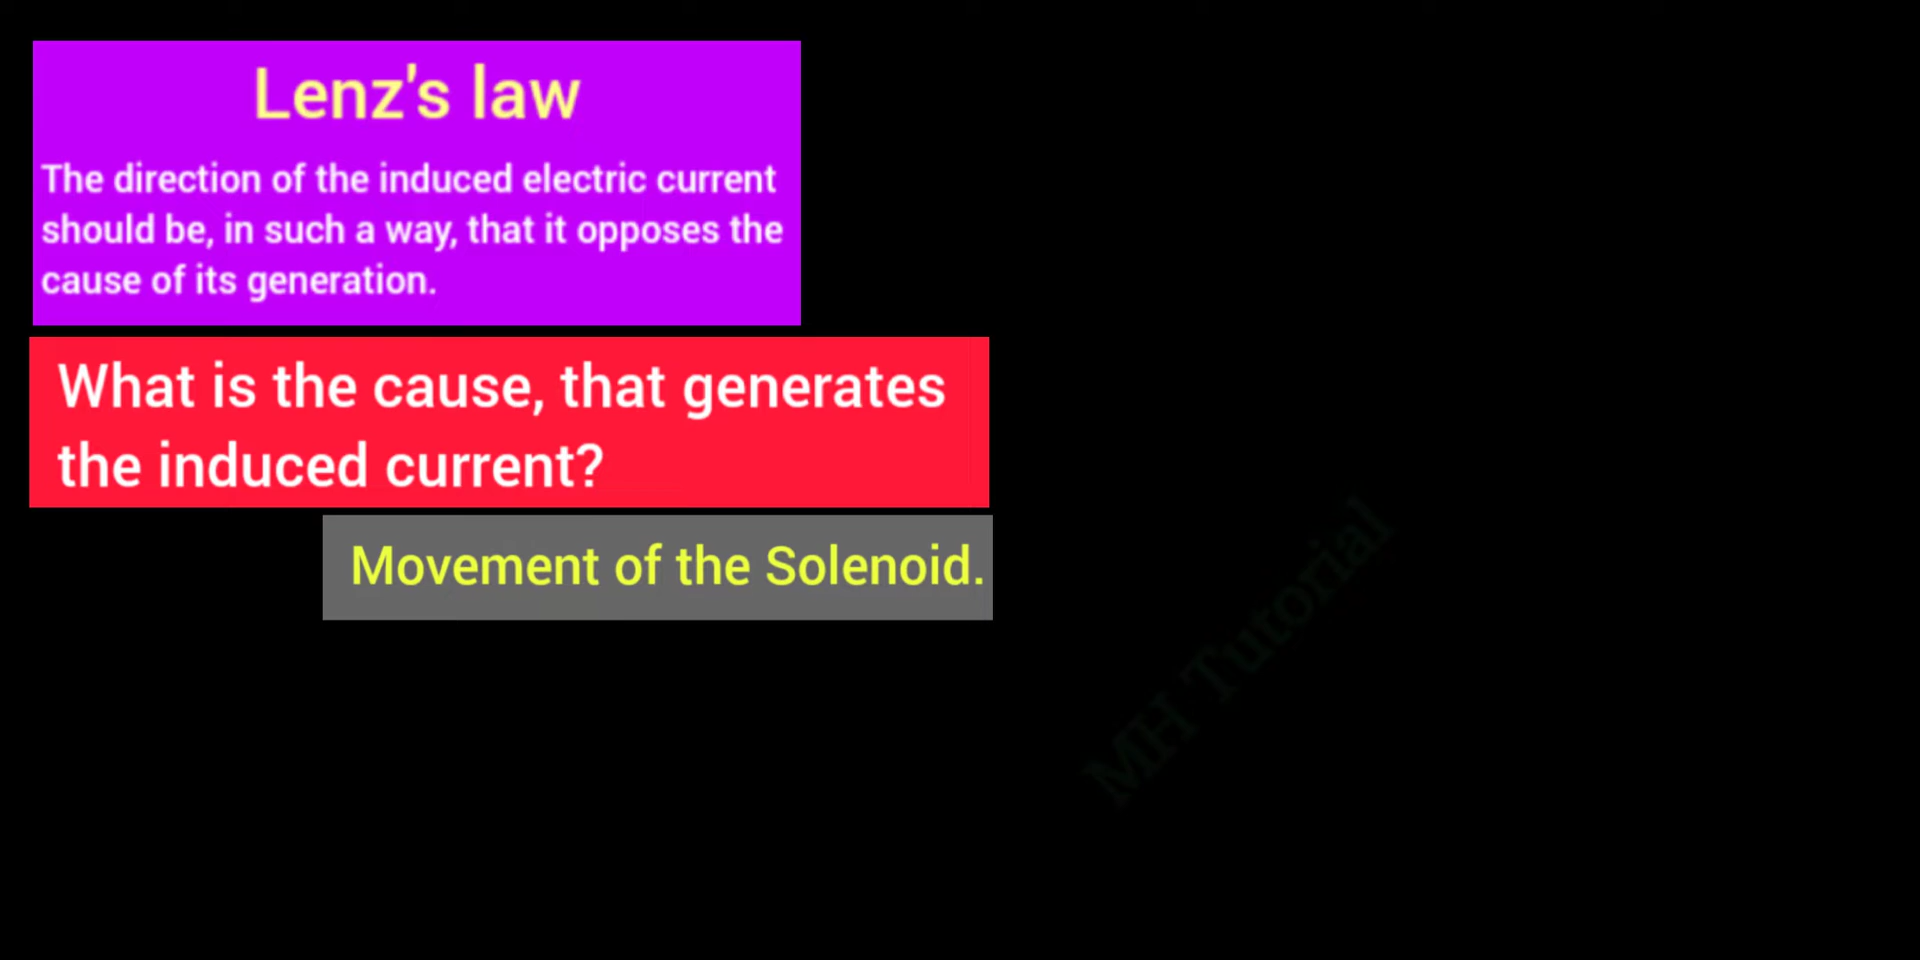 Lenz's law
The direction of the induced electric current
should be, in such a way, that it opposes the
cause of its generation.
What is the cause, that generates
the induced current?
Movement of the Solenoid.
MH Tutorial